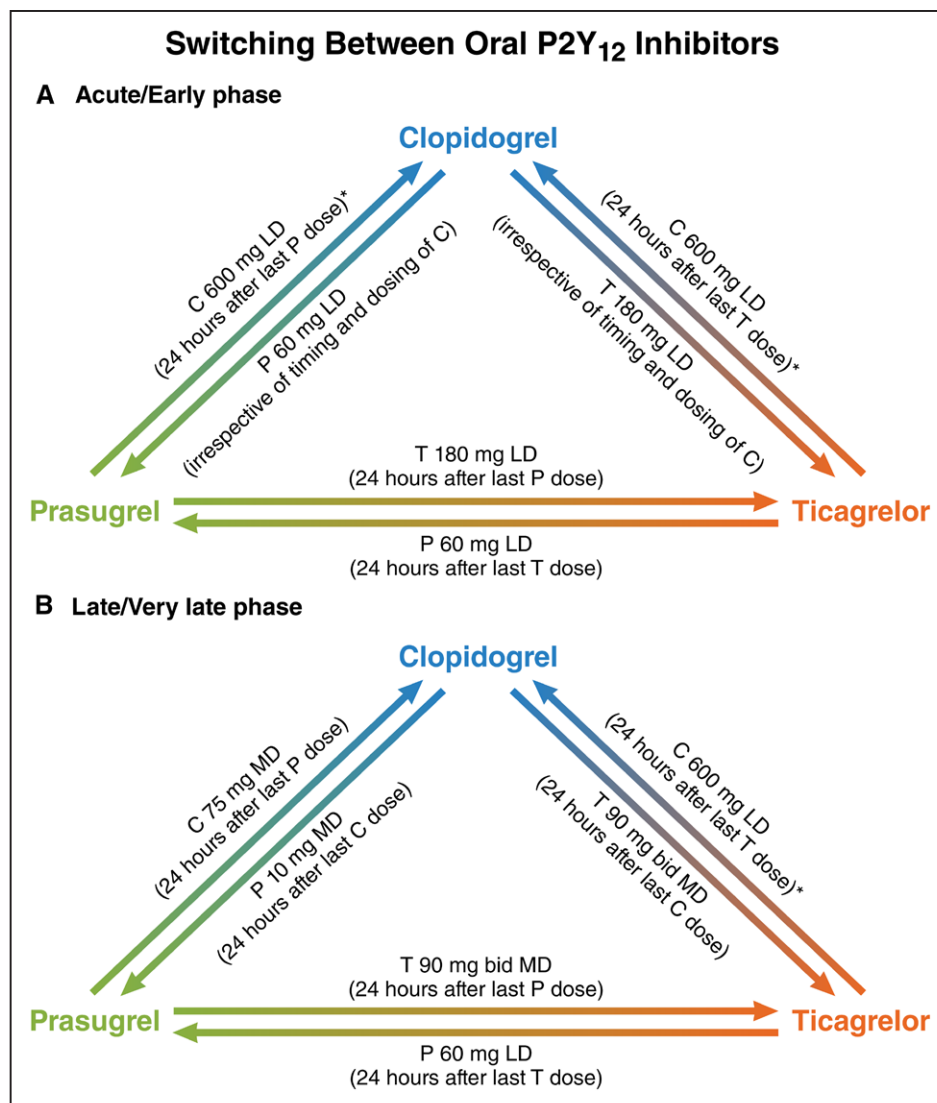 Switching Between Oral P2Y12 Inhibitors
A Acute/Early phase
Clopidogrel
C 600 mg LD
(24 hours after last P dose)*
P 60 mg LD
(irrespective of timing and dosing of C)
C 600 mg LD
(24 hours after last T dose)*
T 180 mg LD
(irrespective of timing and dosing of C)
T 180 mg LD
(24 hours after last P dose)
Prasugrel
Ticagrelor
P 60 mg LD
(24 hours after last T dose)
B Late/Very late phase
Clopidogrel
C 75 mg MD
(24 hours after last P dose)
P 10 mg MD
(24 hours after last C dose)
C 600 mg LD
(24 hours after last T dose)*
T 90 mg bid MD
(24 hours after last C dose)
T 90 mg bid MD
(24 hours after last P dose)
Prasugrel
Ticagrelor
P 60 mg LD
(24 hours after last T dose)